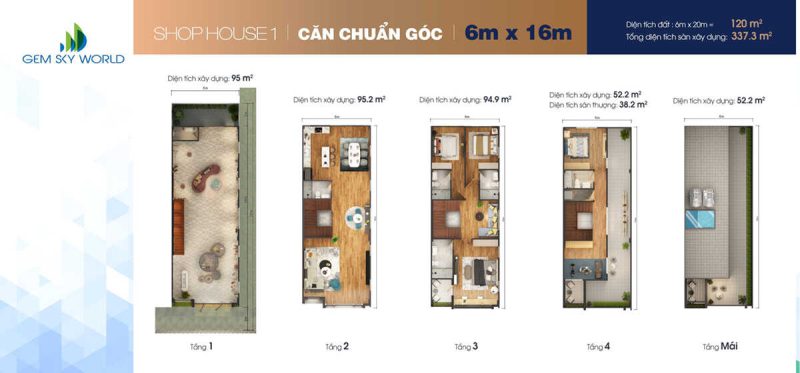 GEM SKY WORLD
SHOP HOUSE 1 | CĂN CHUẨN GÓC | 6m x 16m
Diện tích đất : 6m x 20m = 120 m²
Tổng diện tích sàn xây dựng: 337.3 m²
Diện tích xây dựng: 95 m²
Diện tích xây dựng: 95.2 m²
Diện tích xây dựng: 94.9 m²
Diện tích xây dựng: 52.2 m²
Diện tích sân thượng: 38.2 m²
Diện tích xây dựng: 52.2 m²
Tầng 1
Tầng 2
Tầng 3
Tầng 4
Tầng Mái